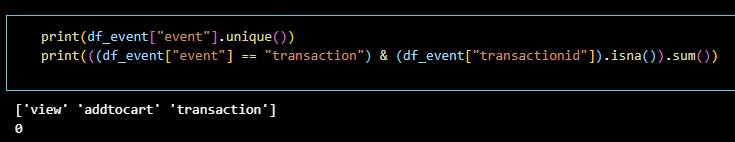 print(df_event["event"].unique())
print(((df_event["event"] == "transaction") & (df_event["transactionid"]).isna()).sum())
['view' 'addtocart' 'transaction']
0